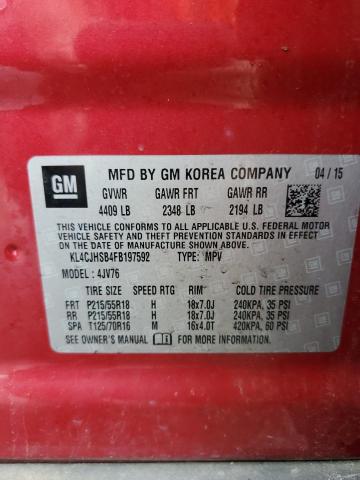 GM
MFD BY GM KOREA COMPANY 04/15
GVWR GAWR FRT GAWR RR
4409 LB 2348 LB 2194 LB
THIS VEHICLE CONFORMS TO ALL APPLICABLE U.S. FEDERAL MOTOR
VEHICLE SAFETY, BUMPER, AND THEFT PREVENTION STANDARDS
IN EFFECT ON THE DATE OF MANUFACTURE SHOWN ABOVE.
KL4CJHSB4FB197592 TYPE: MPV
MODEL: 4JV76
TIRE SIZE SPEED RTG RIM COLD TIRE PRESSURE
FRT P215/55R18 H 18x7.0J 240KPA, 35 PSI
RR P215/55R18 H 18x7.0J 240KPA, 35 PSI
SPA T125/70R16 M 16x4.0T 420KPA, 60 PSI
SEE OWNER'S MANUAL FOR MORE INFORMATION.